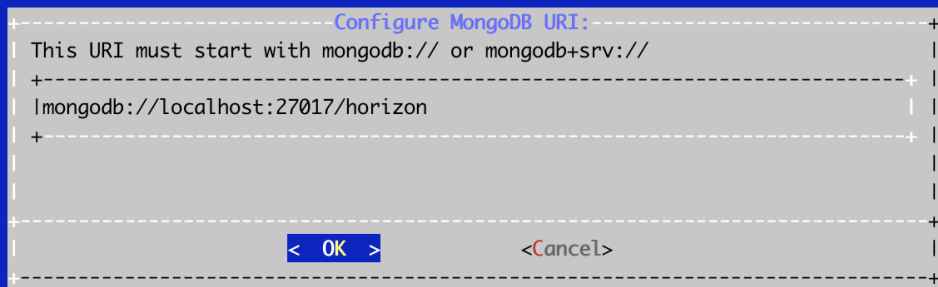 Configure MongoDB URI:
This URI must start with mongodb:// or mongodb+srv://
mongodb://localhost:27017/horizon
< OK > <Cancel>